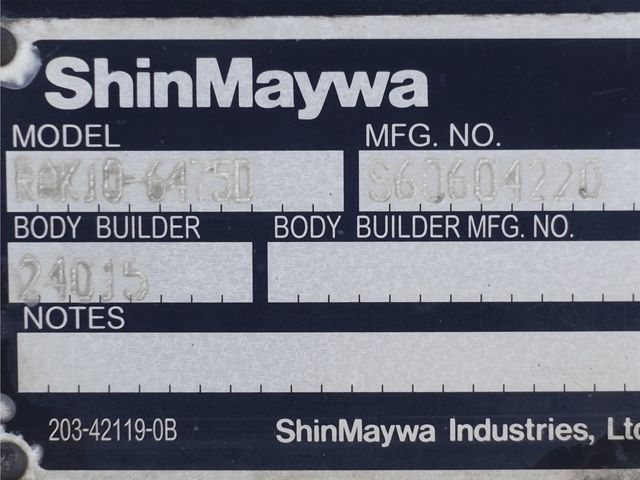 ShinMaywa
MODEL MFG. NO.
RAK10-6475D S60604220
BODY BUILDER BODY BUILDER MFG. NO.
24015
NOTES
203-42119-0B ShinMaywa Industries, Ltd